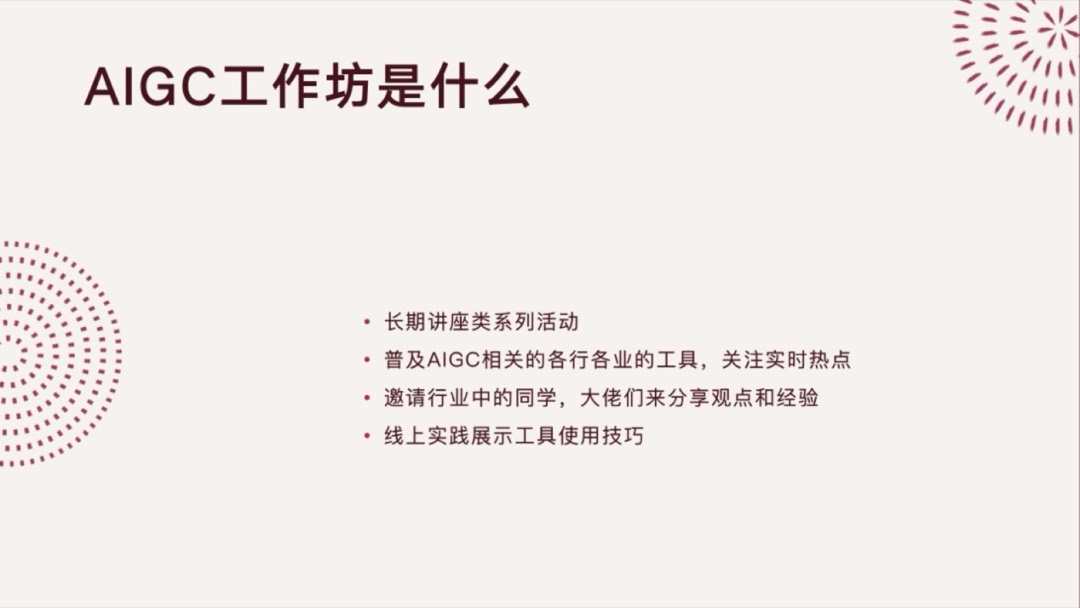 AIGC工作坊是什么
• 长期讲座类系列活动
• 普及AIGC相关的各行各业的工具，关注实时热点
• 邀请行业中的同学，大佬们来分享观点和经验
• 线上实践展示工具使用技巧